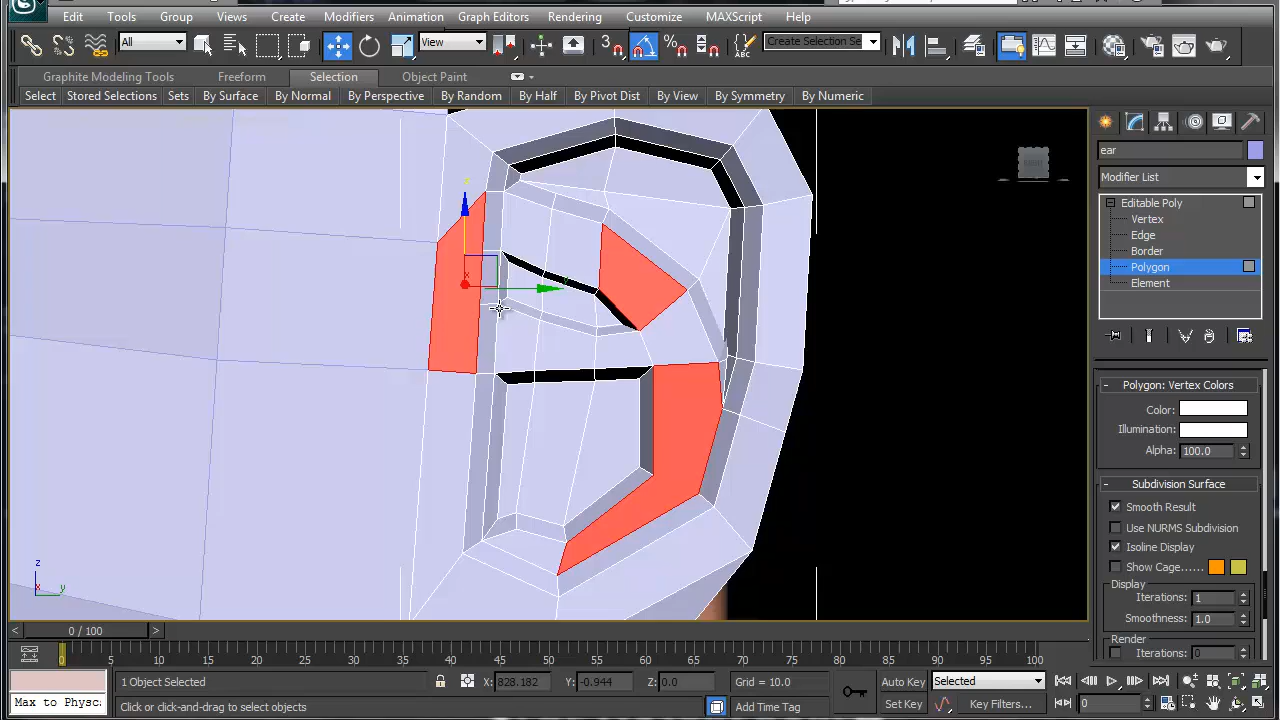 Edit Tools Group Views Create Modifiers Animation Graph Editors Rendering Customize MAXScript Help
All View 3 ABC Create Selection Se
Graphite Modeling Tools Freeform Selection Object Paint
Select Stored Selections Sets By Surface By Normal By Perspective By Random By Half By Pivot Dist By View By Symmetry By Numeric
ear
Modifier List
Editable Poly
Vertex
Edge
Border
Polygon
Element
- Polygon: Vertex Colors
Color:
Illumination:
Alpha: 100.0
- Subdivision Surface
Smooth Result
Use NURMS Subdivision
Isoline Display
Show Cage......
Display
Iterations: 1
Smoothness: 1.0
Render
Iterations: 0
x
z
x y
< 0 / 100 >
0 5 10 15 20 25 30 35 40 45 50 55 60 65 70 75 80 85 90 95 100
1 Object Selected X: 828.182 Y: -0.944 Z: 0.0 Grid = 10.0 Auto Key Selected
Max to Physc Click or click-and-drag to select objects Add Time Tag Set Key Key Filters... 0